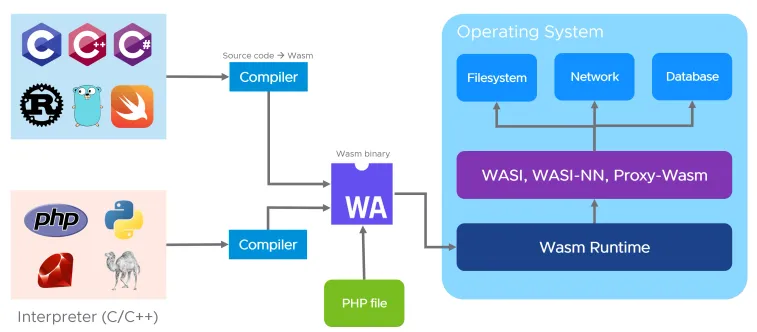 C
C++
C#
R
php
Interpreter (C/C++)
Source code → Wasm
Compiler
Compiler
Wasm binary
WA
PHP file
Operating System
Filesystem
Network
Database
WASI, WASI-NN, Proxy-Wasm
Wasm Runtime